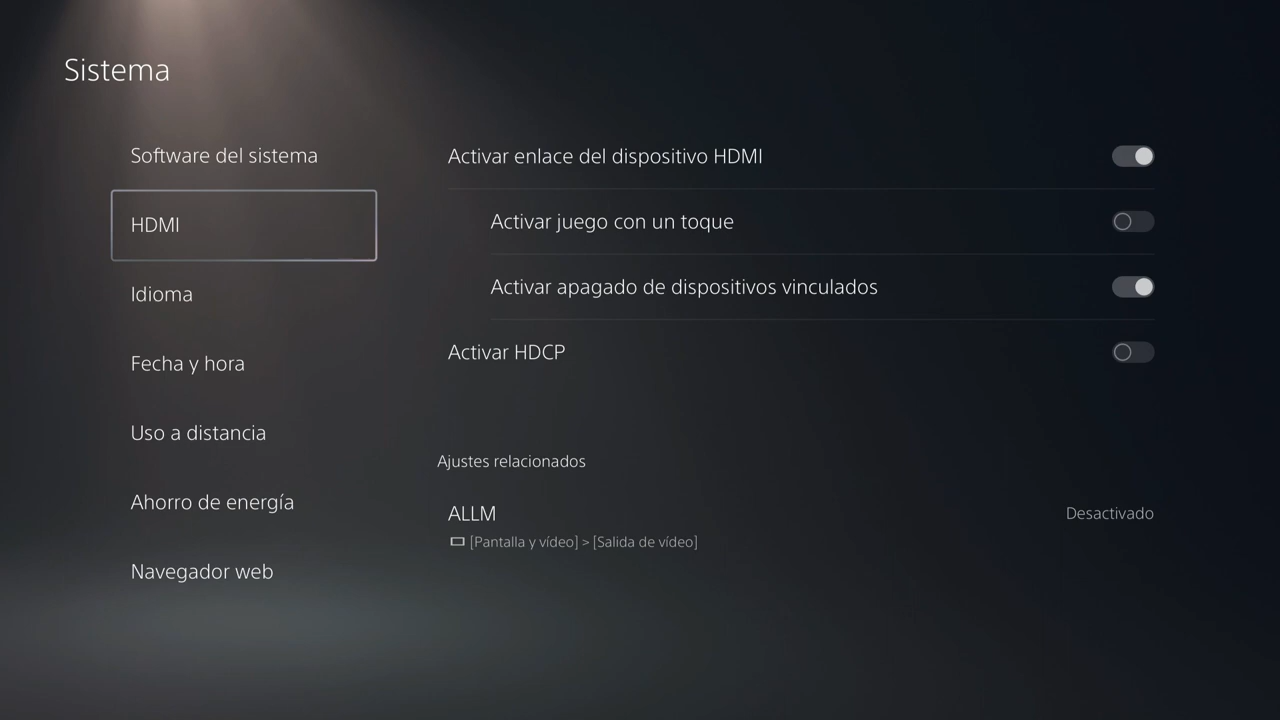 Sistema
Software del sistema
HDMI
Idioma
Fecha y hora
Uso a distancia
Ahorro de energía
Navegador web
Activar enlace del dispositivo HDMI
Activar juego con un toque
Activar apagado de dispositivos vinculados
Activar HDCP
Ajustes relacionados
ALLM
Desactivado
[Pantalla y vídeo] > [Salida de vídeo]